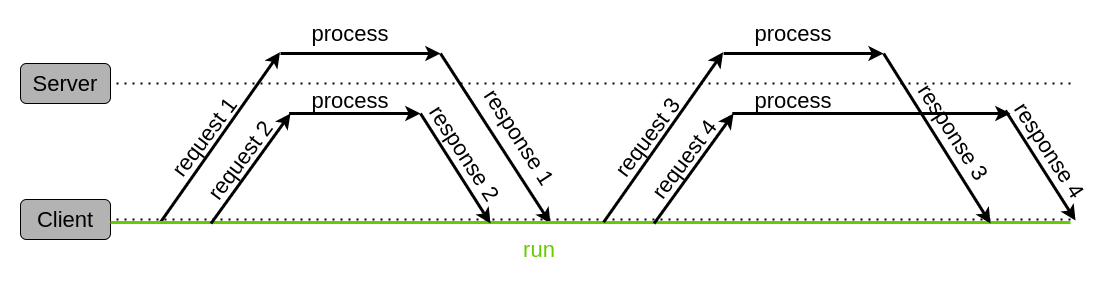 process
process
Server
process
process
request 1
request 2
response 2
response 1
request 3
request 4
response 3
response 4
Client
run